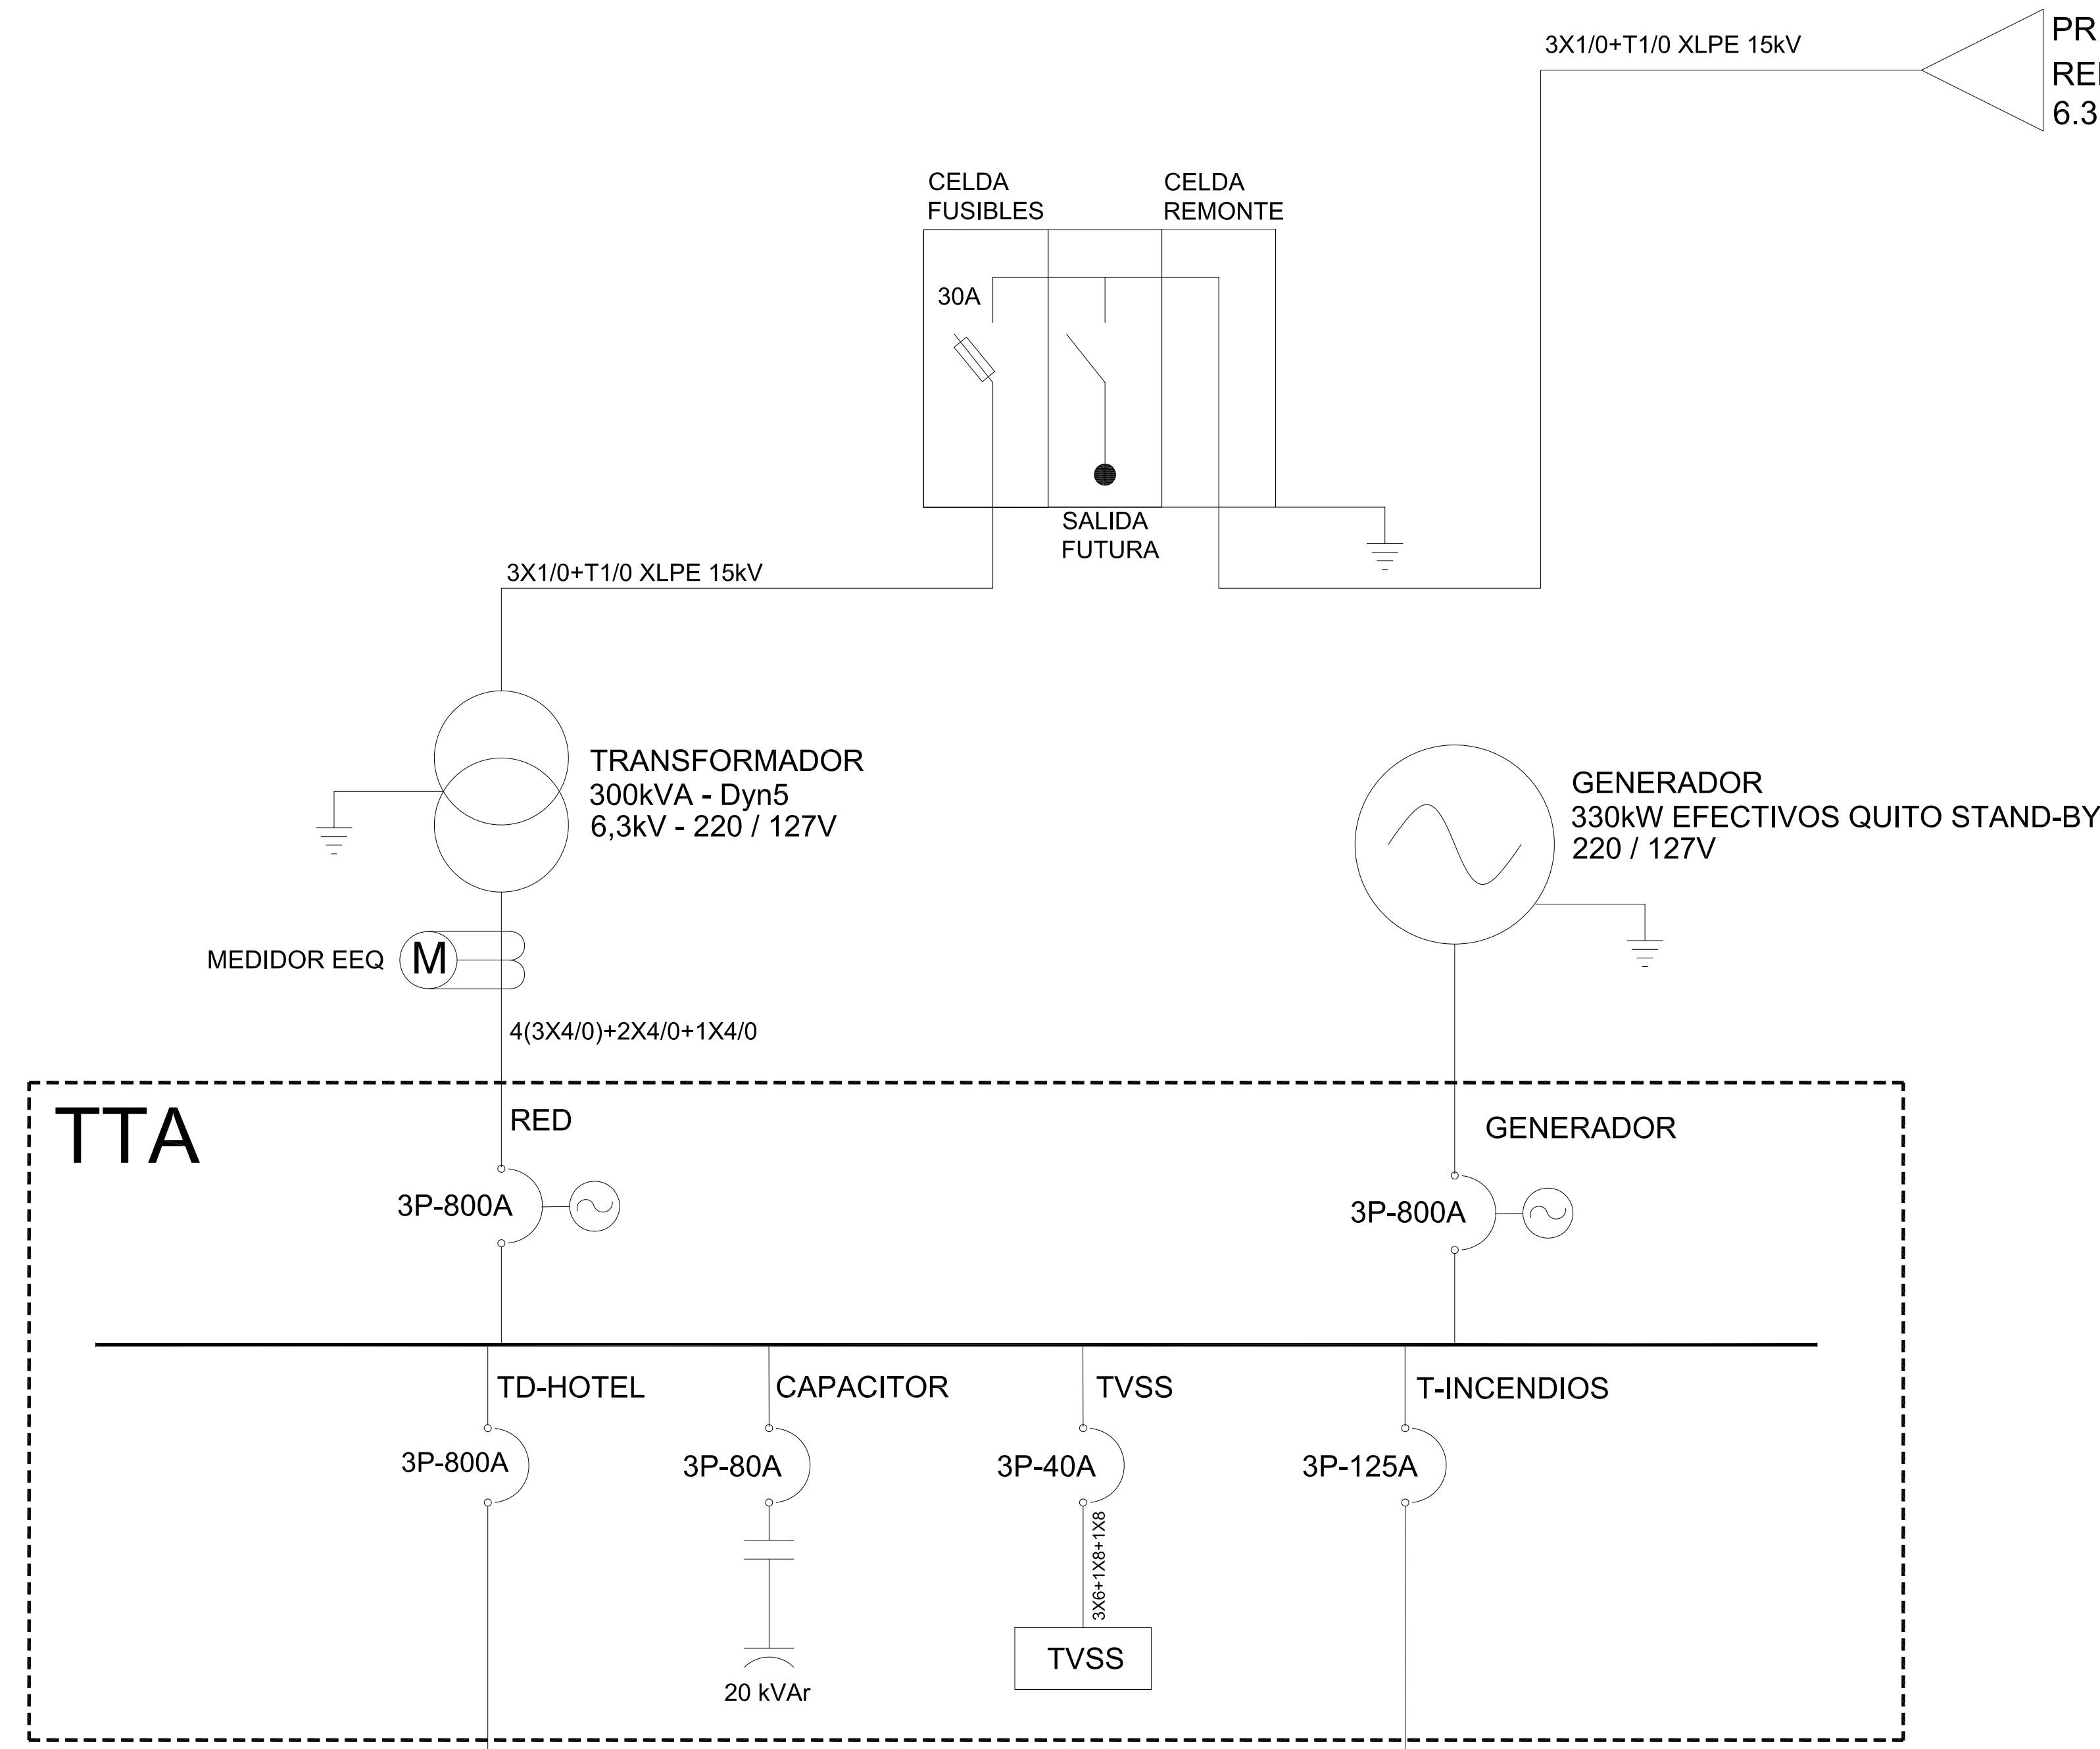 3X1/0+T1/0 XLPE 15kV
PR
6.3
CELDA
FUSIBLES
CELDA
REMONTE
30A
SALIDA
FUTURA
3X1/0+T1/0 XLPE 15kV
TRANSFORMADOR
300kVA - Dyn5
6,3kV - 220 / 127V
GENERADOR
330kW EFECTIVOS QUITO STAND-BY
220 / 127V
MEDIDOR EEQ
M
4(3X4/0)+2X4/0+1X4/0
TTA
RED
GENERADOR
3P-800A
3P-800A
TD-HOTEL
CAPACITOR
TVSS
T-INCENDIOS
3P-800A
3P-80A
3P-40A
3P-125A
3X6+1X8+1X8
TVSS
20 kVAr